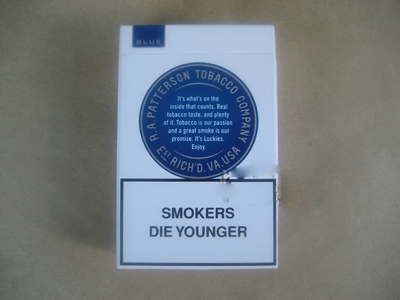 BLUE
R.A. PATTERSON TOBACCO COMPANY
It's what's on the
inside that counts. Real
tobacco taste, and plenty
of it. Tobacco is our passion
and a great smoke is our
promise. It's Luckies.
Enjoy.
EST RICH'D. VA. USA
SMOKERS
DIE YOUNGER